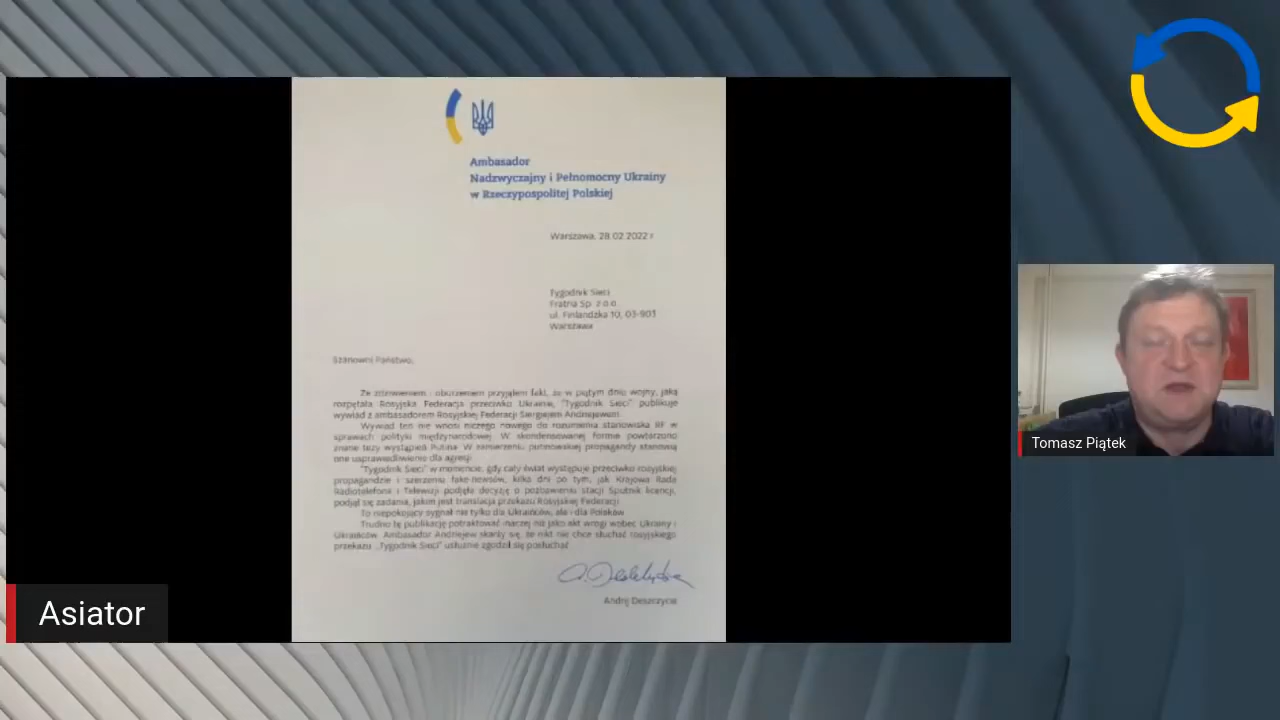 Ambasador
Nadzwyczajny i Pełnomocny Ukrainy
w Rzeczypospolitej Polskiej
Warszawa, 28.02.2022 r.
Tygodnik Sieci
Fratria Sp. z o.o.
ul. Finlandzka 10, 03-903
Warszawa
Szanowni Państwo,
Ze zdziwieniem i oburzeniem przyjąłem fakt, że w piątym dniu wojny, jaką
rozpętała Rosyjska Federacja przeciwko Ukrainie, "Tygodnik Sieci" publikuje
wywiad z ambasadorem Rosyjskiej Federacji Siergiejem Andriejewem.
Wywiad ten nie wnosi niczego nowego do rozumienia stanowiska RF w
sprawach polityki międzynarodowej. W skondensowanej formie powtórzono
znane tezy wystąpień Putina. W zamierzeniu putinowskiej propagandy stanowią
one usprawiedliwienie dla agresji.
"Tygodnik Sieci" w momencie, gdy cały świat występuje przeciwko rosyjskiej
propagandzie i szerzeniu fake-newsów, kilka dni po tym, jak Krajowa Rada
Radiofonii i Telewizji podjęła decyzję o pozbawieniu stacji Sputnik licencji,
podjął się zadania, jakim jest translacja przekazu Rosyjskiej Federacji.
To niepokojący sygnał nie tylko dla Ukraińców, ale i dla Polaków.
Trudno tę publikację potraktować inaczej niż jako akt wrogi wobec Ukrainy i
Ukraińców. Ambasador Andriejew skarży się, że nikt nie chce słuchać rosyjskiego
przekazu. „Tygodnik Sieci" usłużnie zgodził się posłuchać.
Andrij Deszczycia
Tomasz Piątek
Asiator